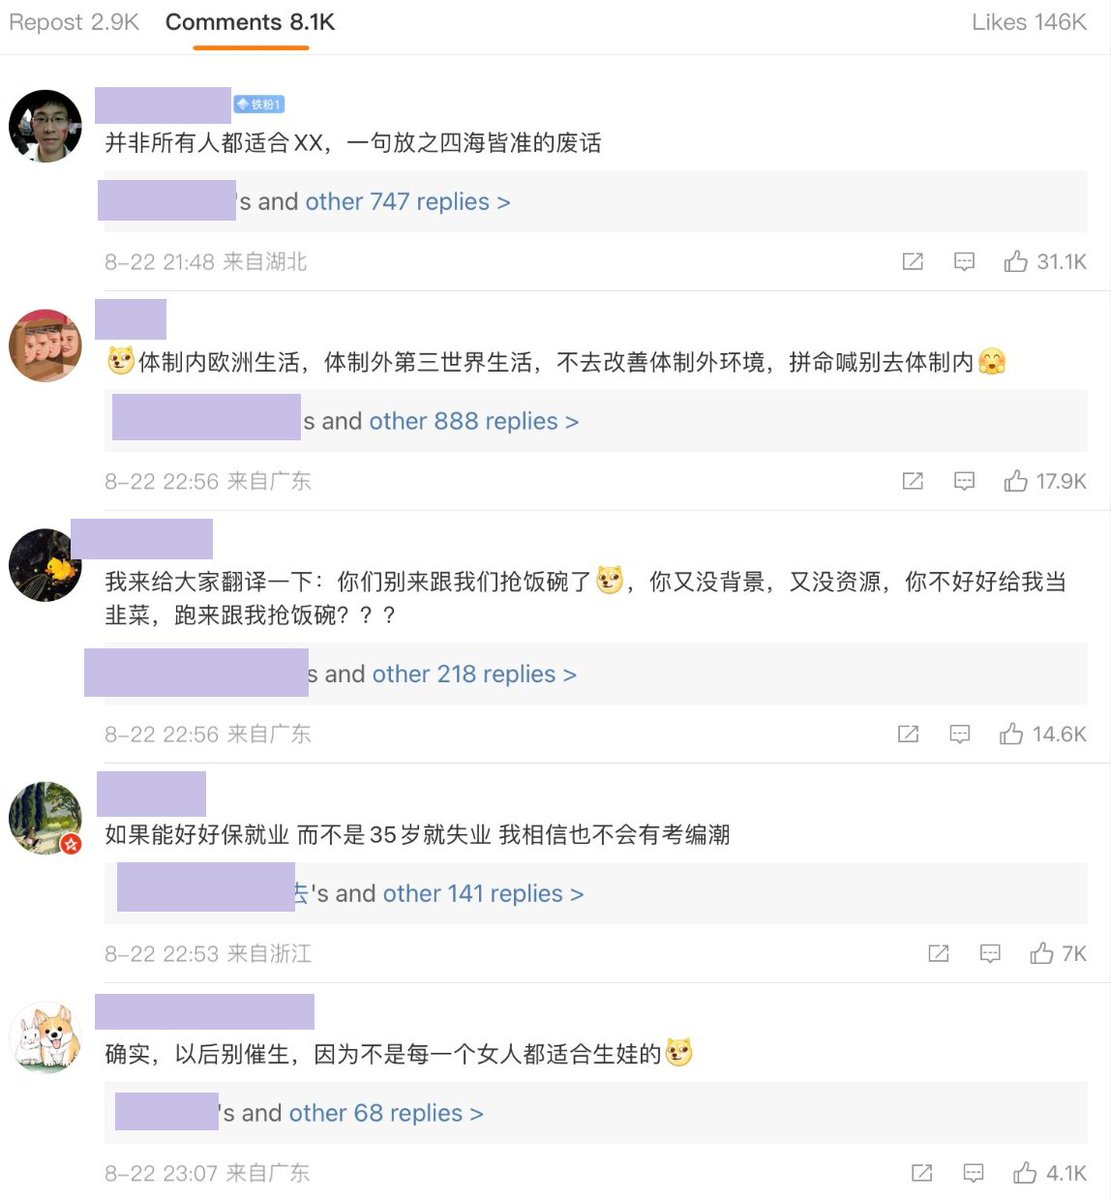 Repost 2.9K Comments 8.1K Likes 146K
铁粉1
并非所有人都适合XX，一句放之四海皆准的废话
's and other 747 replies >
8-22 21:48 来自湖北 31.1K
体制内欧洲生活，体制外第三世界生活，不去改善体制外环境，拼命喊别去体制内
s and other 888 replies >
8-22 22:56 来自广东 17.9K
我来给大家翻译一下：你们别来跟我们抢饭碗了，你又没背景，又没资源，你不好好给我当
韭菜，跑来跟我抢饭碗？？？
s and other 218 replies >
8-22 22:56 来自广东 14.6K
如果能好好保就业 而不是35岁就失业 我相信也不会有考编潮
去's and other 141 replies >
8-22 22:53 来自浙江 7K
确实，以后别催生，因为不是每一个女人都适合生娃的
's and other 68 replies >
8-22 23:07 来自广东 4.1K